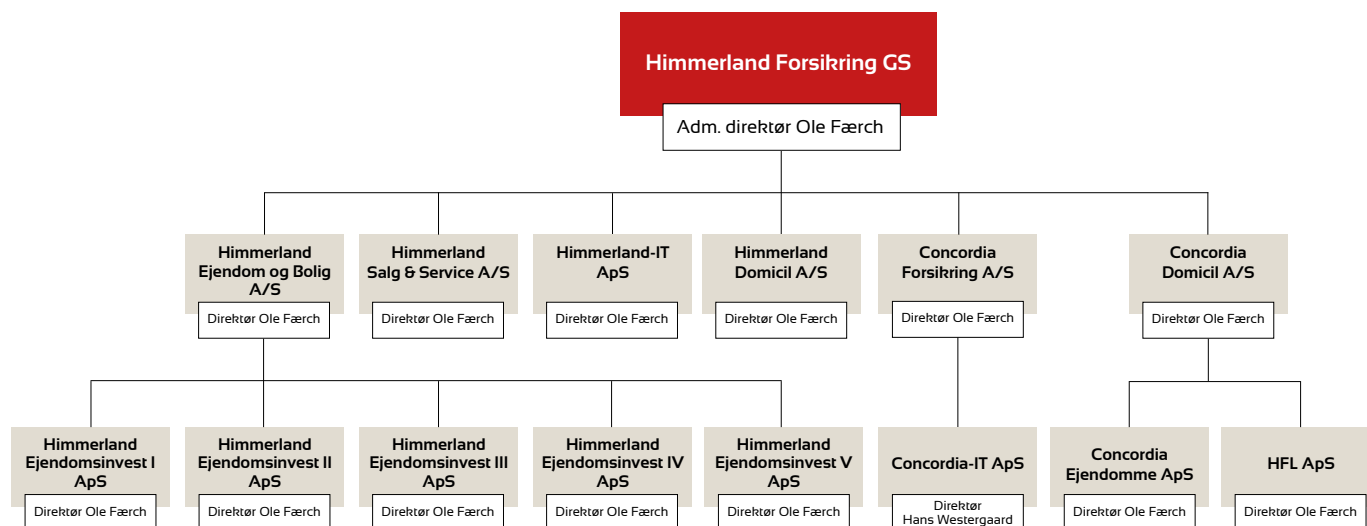 Himmerland Forsikring GS
Adm. direktør Ole Færch
Himmerland
Ejendom og Bolig
A/S
Direktør Ole Færch
Himmerland
Salg & Service A/S
Direktør Ole Færch
Himmerland-IT
ApS
Direktør Ole Færch
Himmerland
Domicil A/S
Direktør Ole Færch
Concordia
Forsikring A/S
Direktør Ole Færch
Concordia
Domicil A/S
Direktør Ole Færch
Himmerland
Ejendomsinvest I
ApS
Direktør Ole Færch
Himmerland
Ejendomsinvest II
ApS
Direktør Ole Færch
Himmerland
Ejendomsinvest III
ApS
Direktør Ole Færch
Himmerland
Ejendomsinvest IV
ApS
Direktør Ole Færch
Himmerland
Ejendomsinvest V
ApS
Direktør Ole Færch
Concordia-IT ApS
Direktør
Hans Westergaard
Concordia
Ejendomme ApS
Direktør Ole Færch
HFL ApS
Direktør Ole Færch